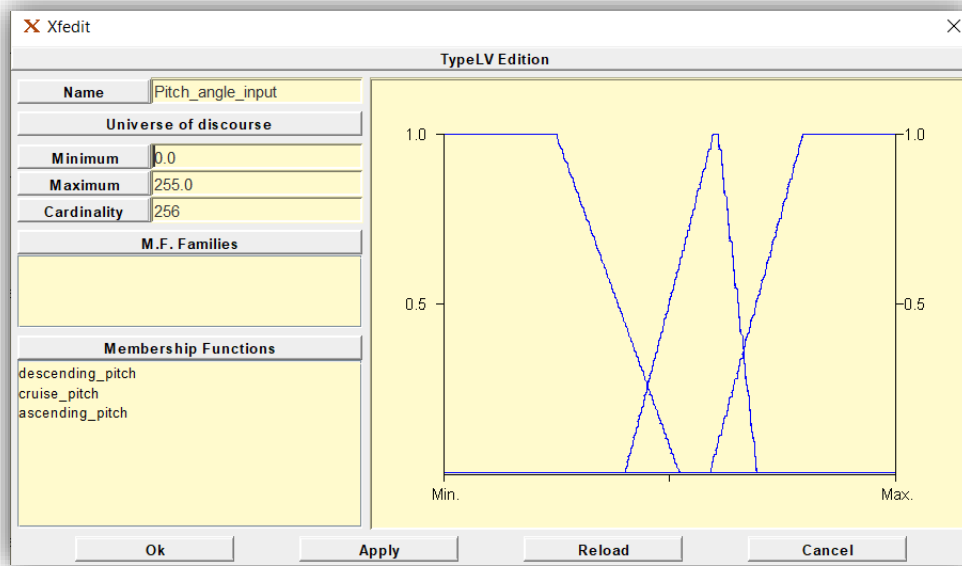 Xfedit
TypeLV Edition
Name Pitch_angle_input
Universe of discourse
Minimum 0.0
Maximum 255.0
Cardinality 256
M.F. Families
Membership Functions
descending_pitch
cruise_pitch
ascending_pitch
1.0 1.0
0.5 0.5
Min. Max.
Ok Apply Reload Cancel